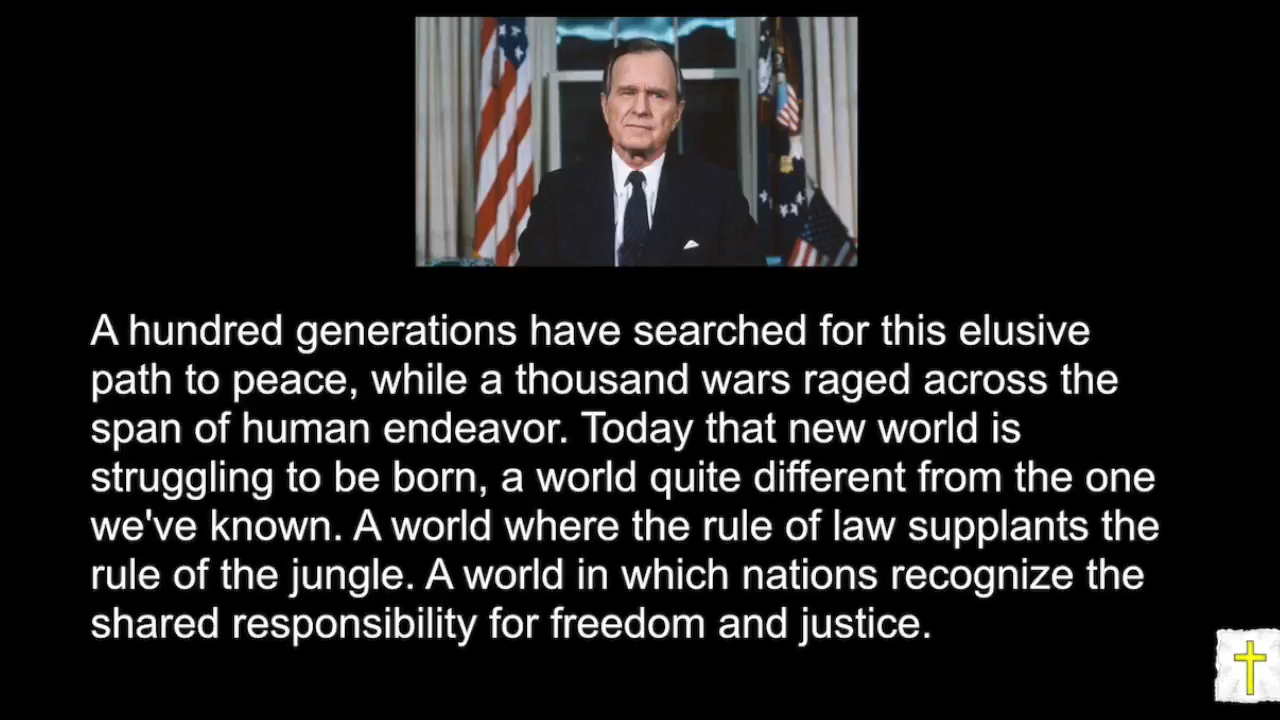 A hundred generations have searched for this elusive
path to peace, while a thousand wars raged across the
span of human endeavor. Today that new world is
struggling to be born, a world quite different from the one
we've known. A world where the rule of law supplants the
rule of the jungle. A world in which nations recognize the
shared responsibility for freedom and justice.